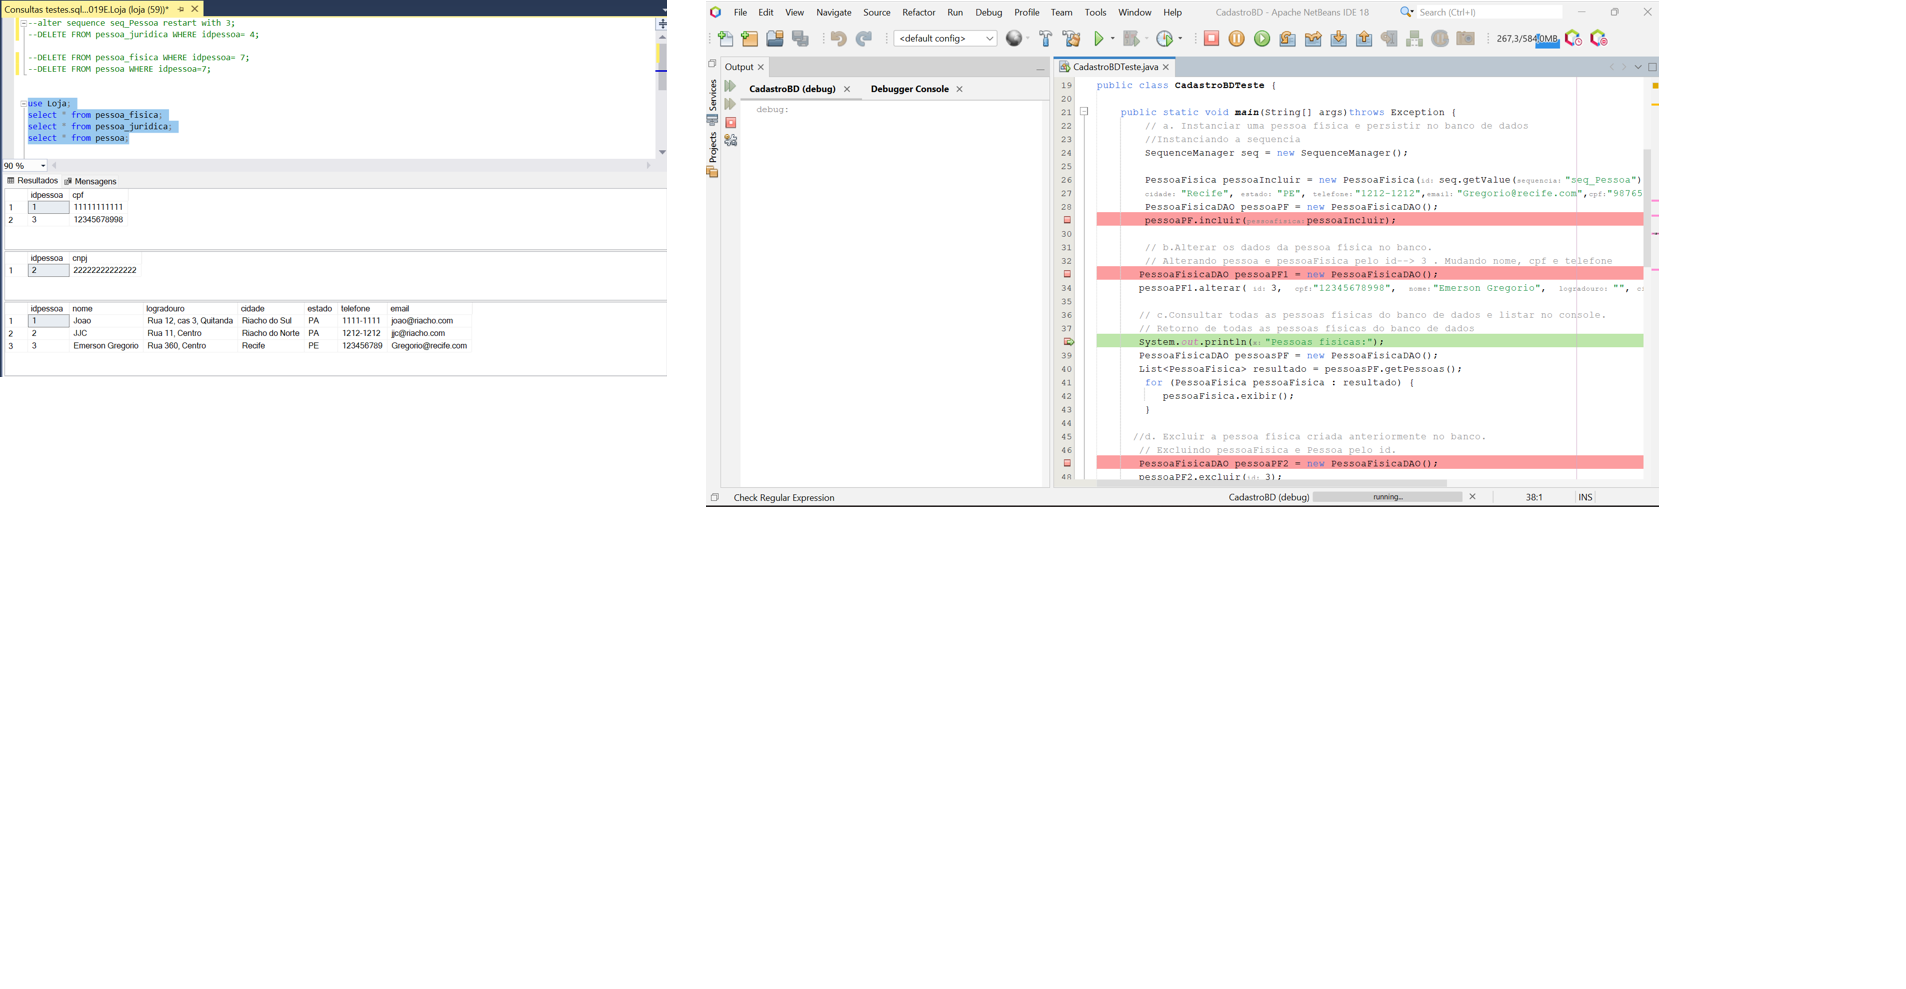 Consultas testes.sql...019E.Loja (loja (59))*
--alter sequence seq_Pessoa restart with 3;
--DELETE FROM pessoa_juridica WHERE idpessoa= 4;
--DELETE FROM pessoa_fisica WHERE idpessoa= 7;
--DELETE FROM pessoa WHERE idpessoa=7;
use Loja;
select * from pessoa_fisica;
select * from pessoa_juridica;
select * from pessoa;
90 %
Resultados Mensagens
idpessoa cpf
1 1 11111111111
2 3 12345678998
idpessoa cnpj
1 2 22222222222222
idpessoa nome logradouro cidade estado telefone email
1 1 Joao Rua 12, cas 3, Quitanda Riacho do Sul PA 1111-1111 joao@riacho.com
2 2 JJC Rua 11, Centro Riacho do Norte PA 1212-1212 jjc@riacho.com
3 3 Emerson Gregorio Rua 360, Centro Recife PE 123456789 Gregorio@recife.com
File Edit View Navigate Source Refactor Run Debug Profile Team Tools Window Help CadastroBD - Apache NetBeans IDE 18 Search (Ctrl+I)
<default config> 267,3/584,0MB
Services
Projects
Output
CadastroBD (debug) Debugger Console
debug:
CadastroBDTeste.java
19 public class CadastroBDTeste {
20
21 public static void main(String[] args)throws Exception {
22 // a. Instanciar uma pessoa física e persistir no banco de dados
23 //Instanciando a sequencia
24 SequenceManager seq = new SequenceManager();
25
26 PessoaFisica pessoaIncluir = new PessoaFisica(id: seq.getValue(sequencia: "seq_Pessoa")
27 cidade: "Recife", estado: "PE", telefone: "1212-1212",email: "Gregorio@recife.com",cpf:"98765
28 PessoaFisicaDAO pessoaPF = new PessoaFisicaDAO();
pessoaPF.incluir(pessoafisica: pessoaIncluir);
30
31 // b.Alterar os dados da pessoa física no banco.
32 // Alterando pessoa e pessoaFisica pelo id--> 3 . Mudando nome, cpf e telefone
PessoaFisicaDAO pessoaPF1 = new PessoaFisicaDAO();
34 pessoaPF1.alterar( id: 3, cpf:"12345678998", nome:"Emerson Gregorio", logradouro: "",
35
36 // c.Consultar todas as pessoas físicas do banco de dados e listar no console.
37 // Retorno de todas as pessoas fisicas do banco de dados
System.out.println(x: "Pessoas fisicas:");
39 PessoaFisicaDAO pessoasPF = new PessoaFisicaDAO();
40 List<PessoaFisica> resultado = pessoasPF.getPessoas();
41 for (PessoaFisica pessoaFisica : resultado) {
42 pessoaFisica.exibir();
43 }
44
45 //d. Excluir a pessoa física criada anteriormente no banco.
46 // Excluindo pessoaFisica e Pessoa pelo id.
PessoaFisicaDAO pessoaPF2 = new PessoaFisicaDAO();
48 pessoaPF2.excluir(id: 3);
Check Regular Expression CadastroBD (debug) running... 38:1 INS